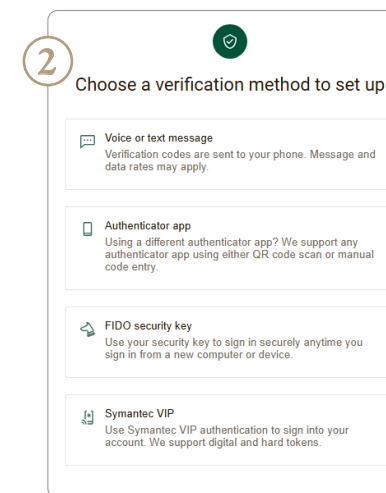 2
Choose a verification method to set up
Voice or text message
Verification codes are sent to your phone. Message and
data rates may apply.
Authenticator app
Using a different authenticator app? We support any
authenticator app using either QR code scan or manual
code entry.
FIDO security key
Use your security key to sign in securely anytime you
sign in from a new computer or device.
Symantec VIP
Use Symantec VIP authentication to sign into your
account. We support digital and hard tokens.